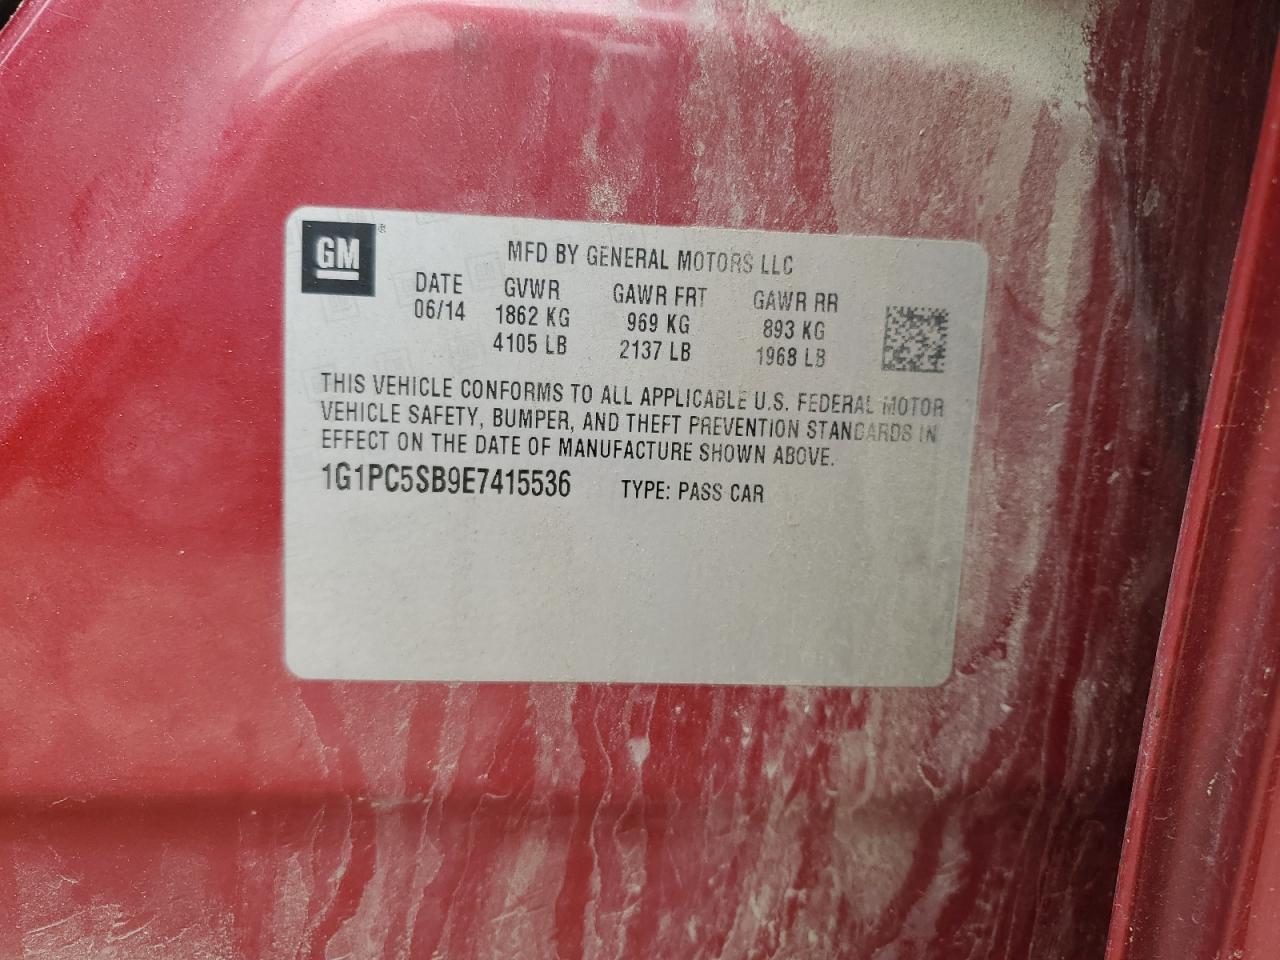 GM ®
MFD BY GENERAL MOTORS LLC
DATE GVWR GAWR FRT GAWR RR
06/14 1862 KG 969 KG 893 KG
4105 LB 2137 LB 1968 LB
THIS VEHICLE CONFORMS TO ALL APPLICABLE U.S. FEDERAL MOTOR
VEHICLE SAFETY, BUMPER, AND THEFT PREVENTION STANDARDS IN
EFFECT ON THE DATE OF MANUFACTURE SHOWN ABOVE.
1G1PC5SB9E7415536 TYPE: PASS CAR